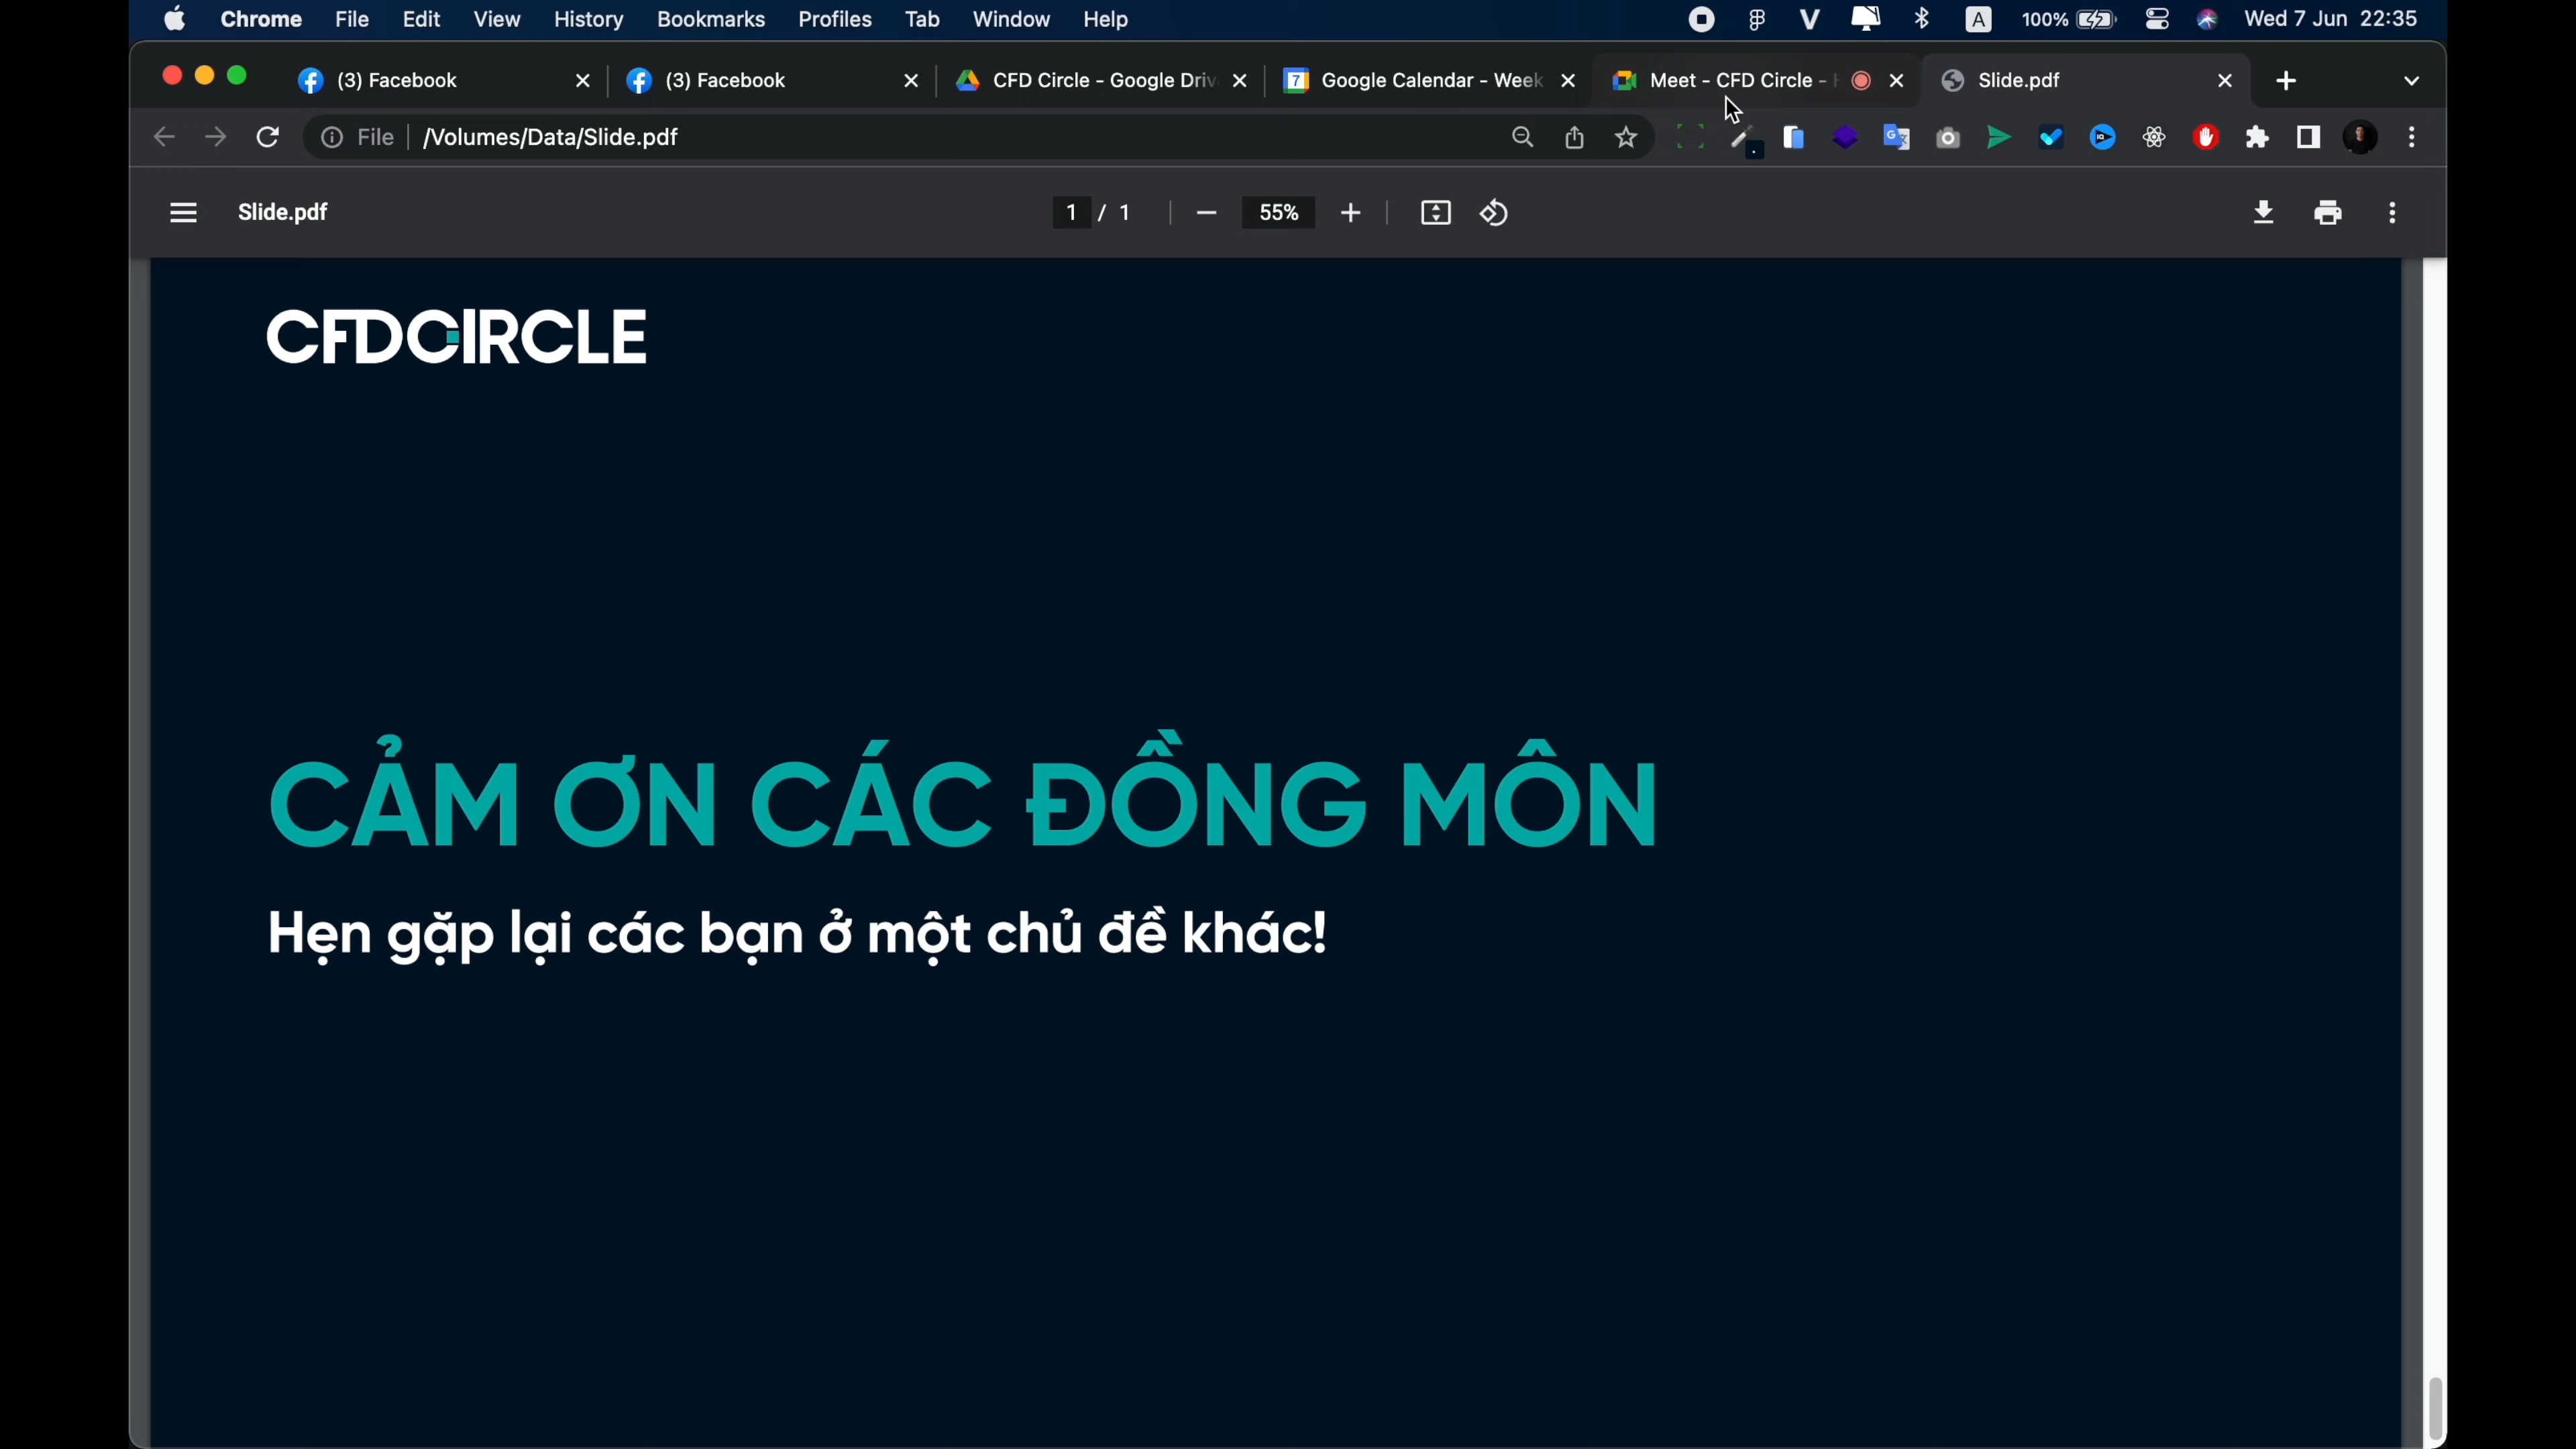 Chrome File Edit View History Bookmarks Profiles Tab Window Help A 100% Wed 7 Jun 22:35
(3) Facebook (3) Facebook CFD Circle - Google Driv 7 Google Calendar - Week Meet - CFD Circle - Slide.pdf
File /Volumes/Data/Slide.pdf
Slide.pdf 1 / 1 55%
CFDCIRCLE
CẢM ƠN CÁC ĐỒNG MÔN
Hẹn gặp lại các bạn ở một chủ đề khác!